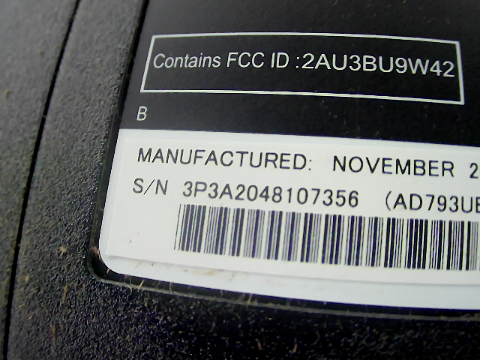 Contains FCC ID :2AU3BU9W42
B
MANUFACTURED: NOVEMBER 2
S/N 3P3A2048107356 (AD793UE